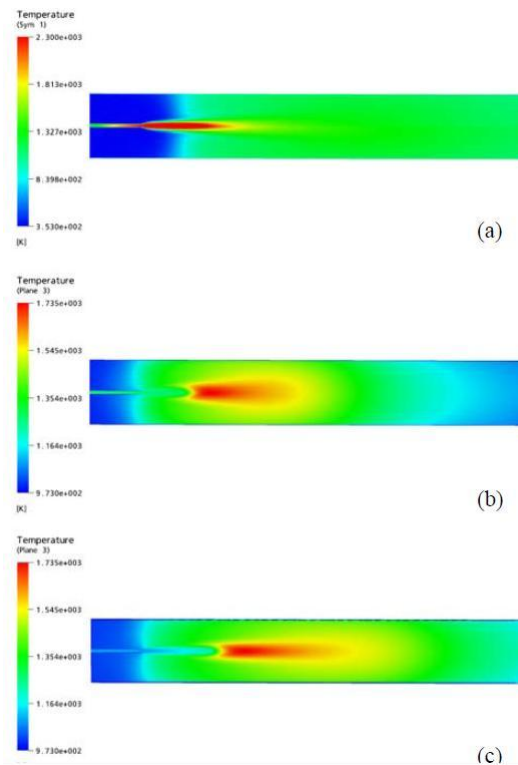 Temperature
(Sym 1)
2.300e+003
1.813e+003
1.327e+003
8.398e+002
3.530e+002
[K]
(a)
Temperature
(Plane 3)
1.735e+003
1.545e+003
1.354e+003
1.164e+003
9.730e+002
[K]
(b)
Temperature
(Plane 3)
1.735e+003
1.545e+003
1.354e+003
1.164e+003
9.730e+002
(c)